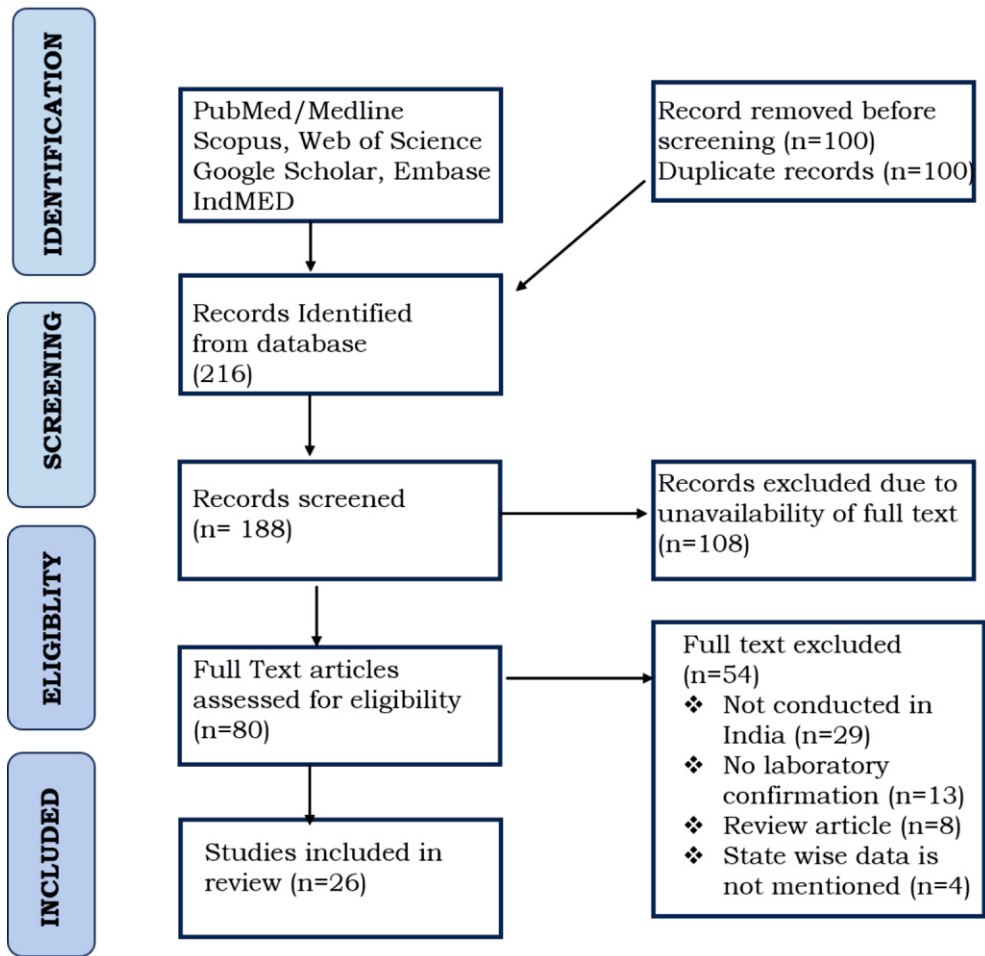 IDENTIFICATION
PubMed/Medline
Scopus, Web of Science
Google Scholar, Embase
IndMED
Record removed before
screening (n=100)
Duplicate records (n=100)
Records Identified
from database
(216)
SCREENING
Records screened
(n= 188)
Records excluded due to
unavailability of full text
(n=108)
ELIGIBLITY
Full Text articles
assessed for eligibility
(n=80)
Full text excluded
(n=54)
❖ Not conducted in
India (n=29)
❖ No laboratory
confirmation (n=13)
❖ Review article (n=8)
❖ State wise data is
not mentioned (n=4)
INCLUDED
Studies included in
review (n=26)